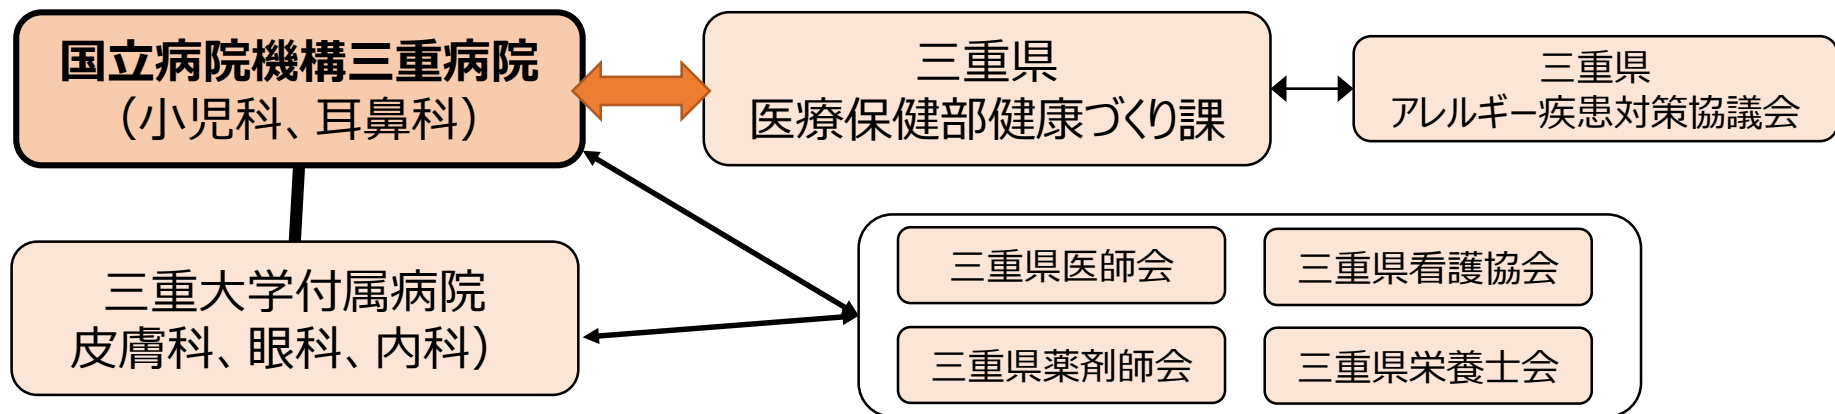 国立病院機構三重病院
（小児科、耳鼻科）
三重県
医療保健部健康づくり課
三重県
アレルギー疾患対策協議会
三重大学付属病院
皮膚科、眼科、内科）
三重県医師会
三重県看護協会
三重県薬剤師会
三重県栄養士会